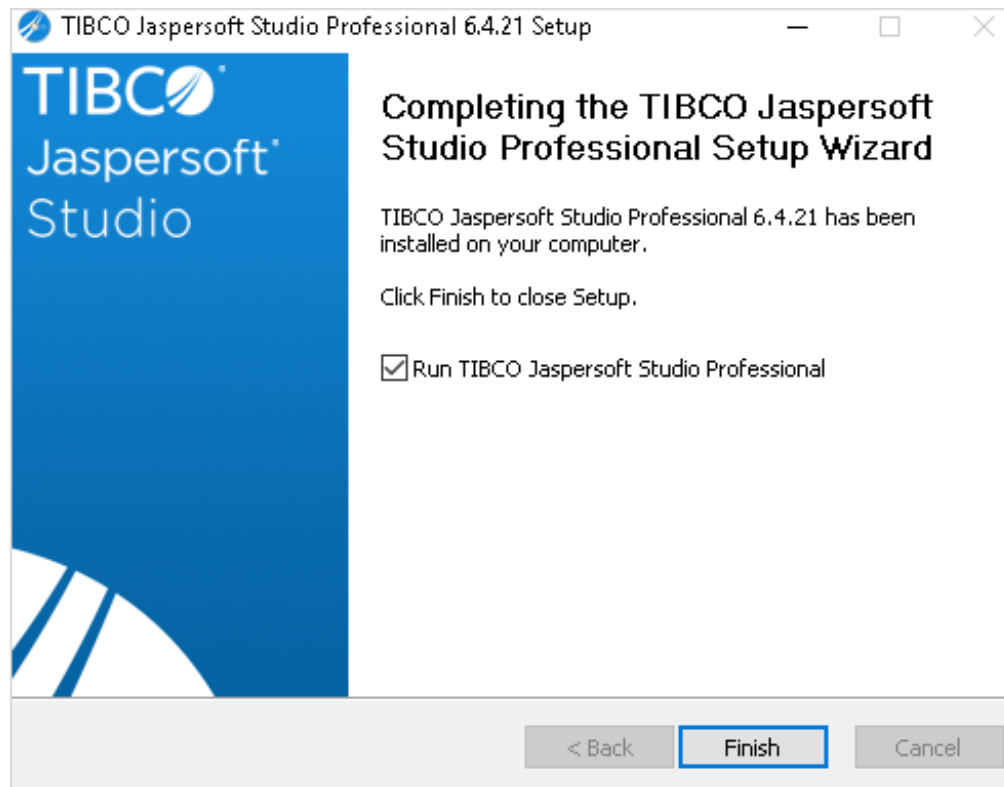 TIBCO Jaspersoft Studio Professional 6.4.21 Setup
TIBCO
Jaspersoft
Studio
Completing the TIBCO Jaspersoft
Studio Professional Setup Wizard
TIBCO Jaspersoft Studio Professional 6.4.21 has been
installed on your computer.
Click Finish to close Setup.
Run TIBCO Jaspersoft Studio Professional
< Back
Finish
Cancel